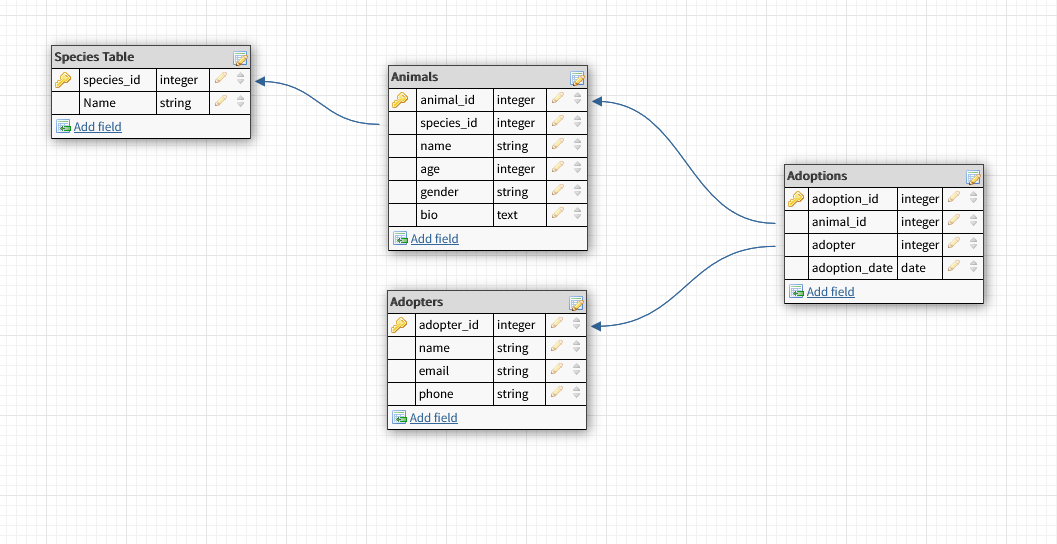 Species Table
species_id integer
Name string
Add field
Animals
animal_id integer
species_id integer
name string
age integer
gender string
bio text
Add field
Adopters
adopter_id integer
name string
email string
phone string
Add field
Adoptions
adoption_id integer
animal_id integer
adopter integer
adoption_date date
Add field